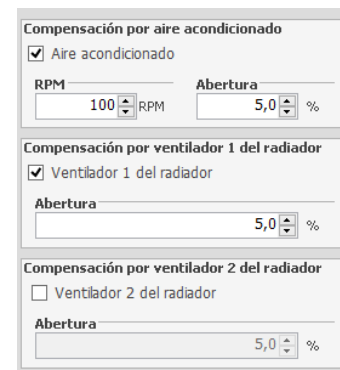 Compensación por aire acondicionado
Aire acondicionado
RPM Abertura
100 RPM 5,0 %
Compensación por ventilador 1 del radiador
Ventilador 1 del radiador
Abertura
5,0 %
Compensación por ventilador 2 del radiador
Ventilador 2 del radiador
Abertura
5,0 %